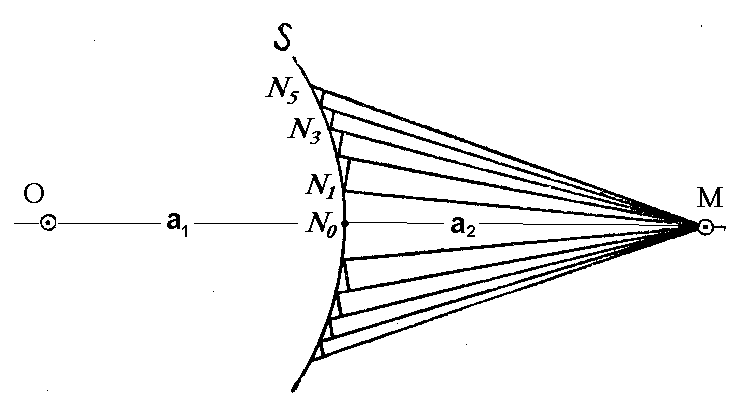 S
N₅
N₃
N₁
O M
a₁ N₀ a₂